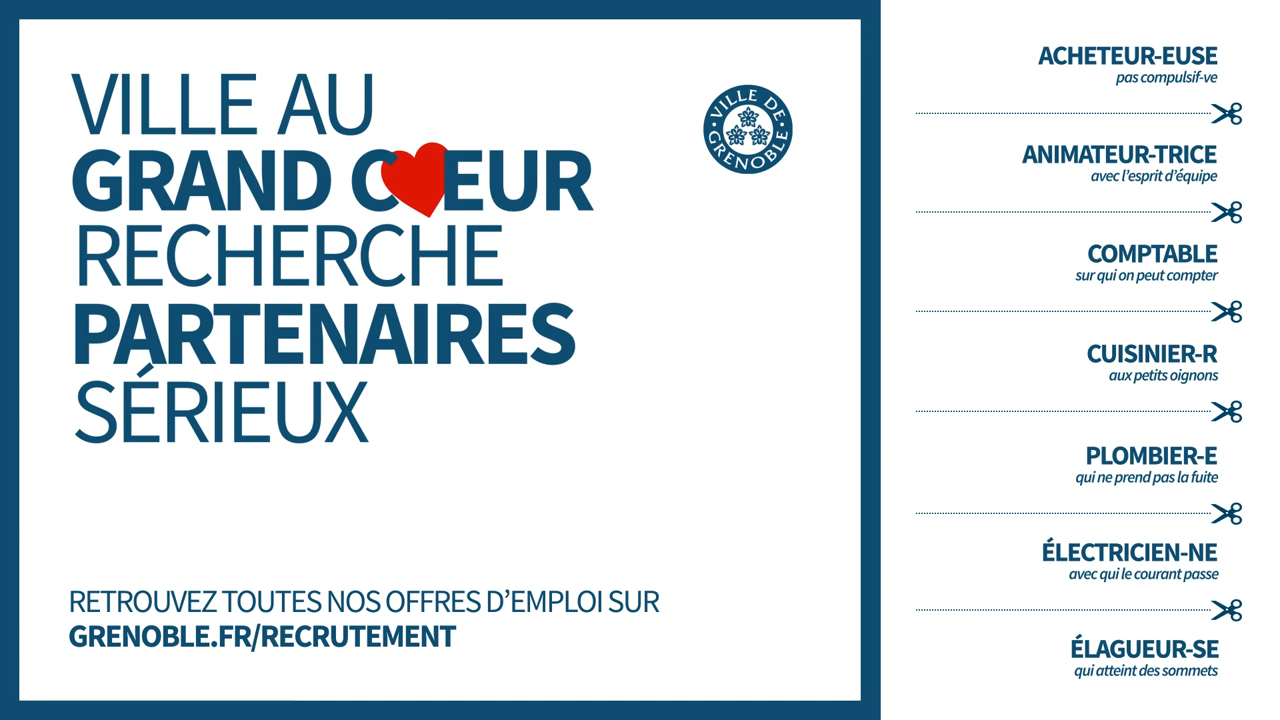 VILLE AU
GRAND CŒUR
RECHERCHE
PARTENAIRES
SÉRIEUX
VILLE DE GRENOBLE
RETROUVEZ TOUTES NOS OFFRES D’EMPLOI SUR
GRENOBLE.FR/RECRUTEMENT
ACHETEUR-EUSE
pas compulsif-ve
ANIMATEUR-TRICE
avec l’esprit d’équipe
COMPTABLE
sur qui on peut compter
CUISINIER-R
aux petits oignons
PLOMBIER-E
qui ne prend pas la fuite
ÉLECTRICIEN-NE
avec qui le courant passe
ÉLAGUEUR-SE
qui atteint des sommets